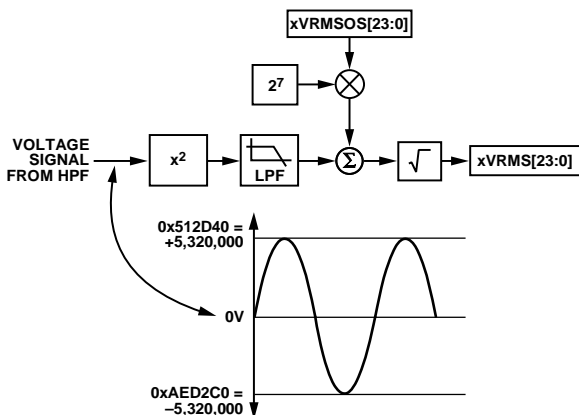 xVRMSOS[23:0]
2⁷
VOLTAGE
SIGNAL
FROM HPF
x²
LPF
Σ
√
xVRMS[23:0]
0x512D40 =
+5,320,000
0V
0xAED2C0 =
–5,320,000